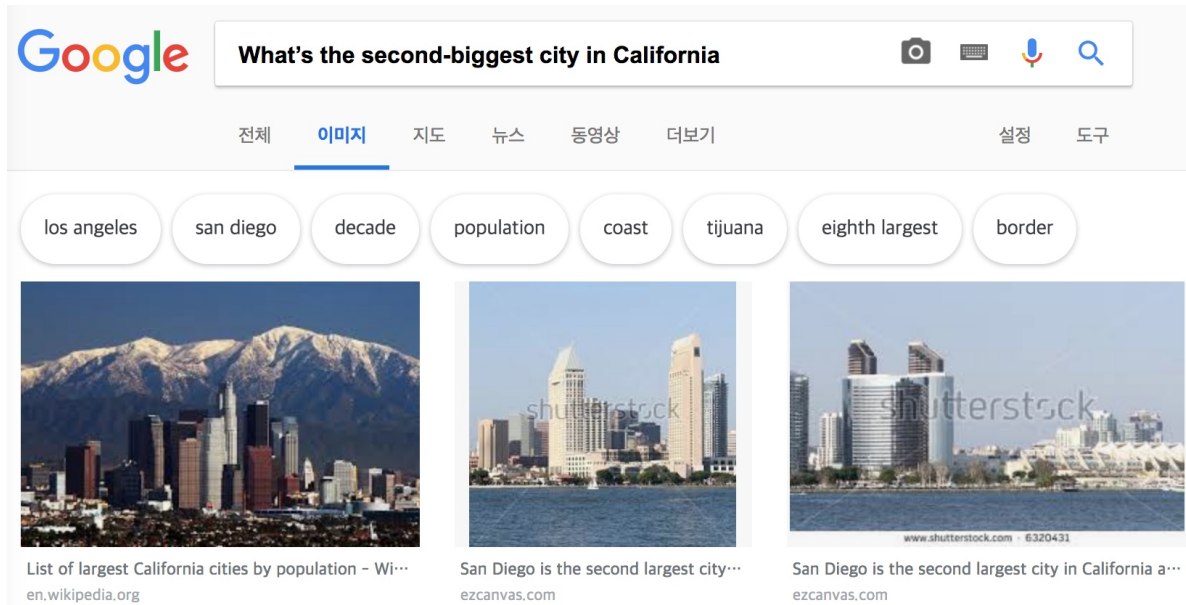 Google
What’s the second-biggest city in California
전체 이미지 지도 뉴스 동영상 더보기 설정 도구
los angeles san diego decade population coast tijuana eighth largest border
shutterstock shutterstock
www.shutterstock.com · 6320431
List of largest California cities by population - Wi··· San Diego is the second largest city··· San Diego is the second largest city in California a···
en.wikipedia.org ezcanvas.com ezcanvas.com